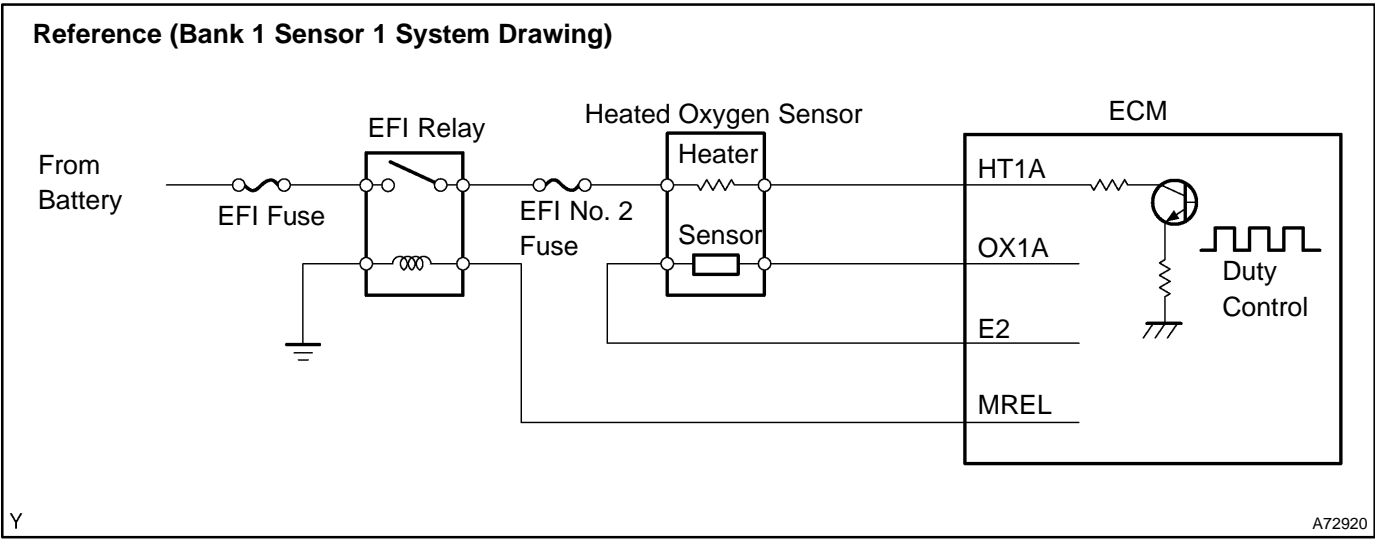 Reference (Bank 1 Sensor 1 System Drawing)
From
Battery
EFI Fuse
EFI Relay
EFI No. 2
Fuse
Heated Oxygen Sensor
Heater
Sensor
ECM
HT1A
OX1A
E2
MREL
Duty
Control
Y
A72920